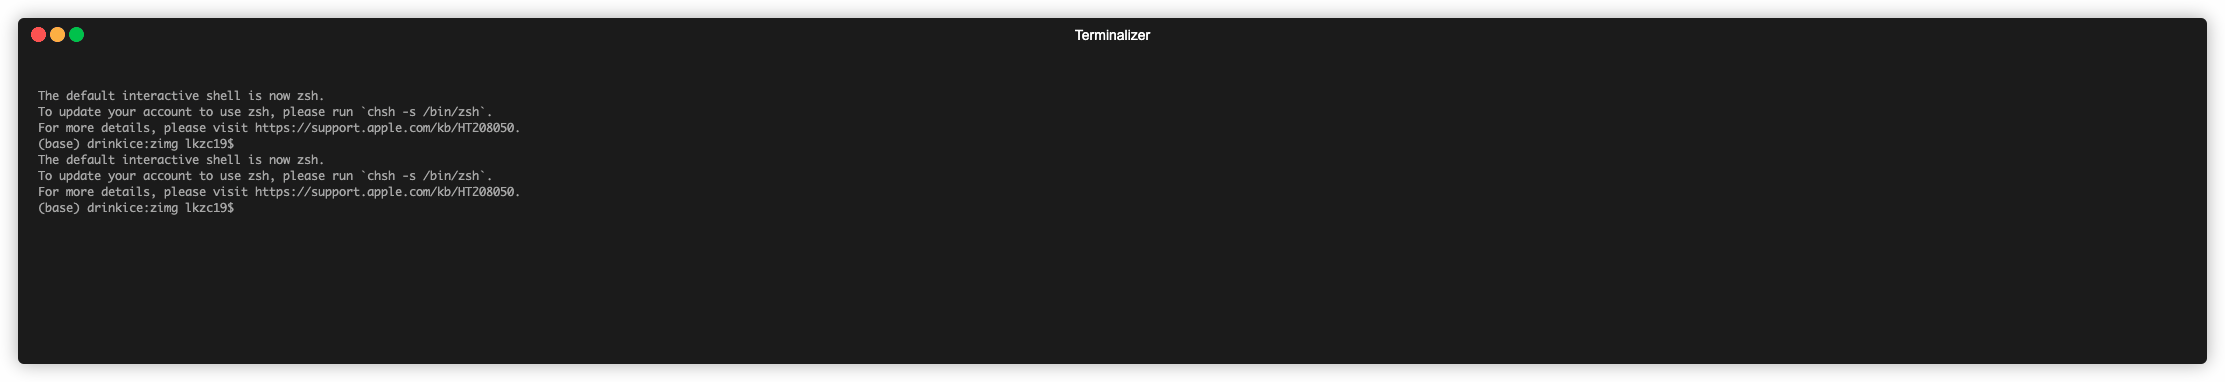 Terminalizer
The default interactive shell is now zsh.
To update your account to use zsh, please run `chsh -s /bin/zsh`.
For more details, please visit https://support.apple.com/kb/HT208050.
(base) drinkice:zimg lkzc19$
The default interactive shell is now zsh.
To update your account to use zsh, please run `chsh -s /bin/zsh`.
For more details, please visit https://support.apple.com/kb/HT208050.
(base) drinkice:zimg lkzc19$